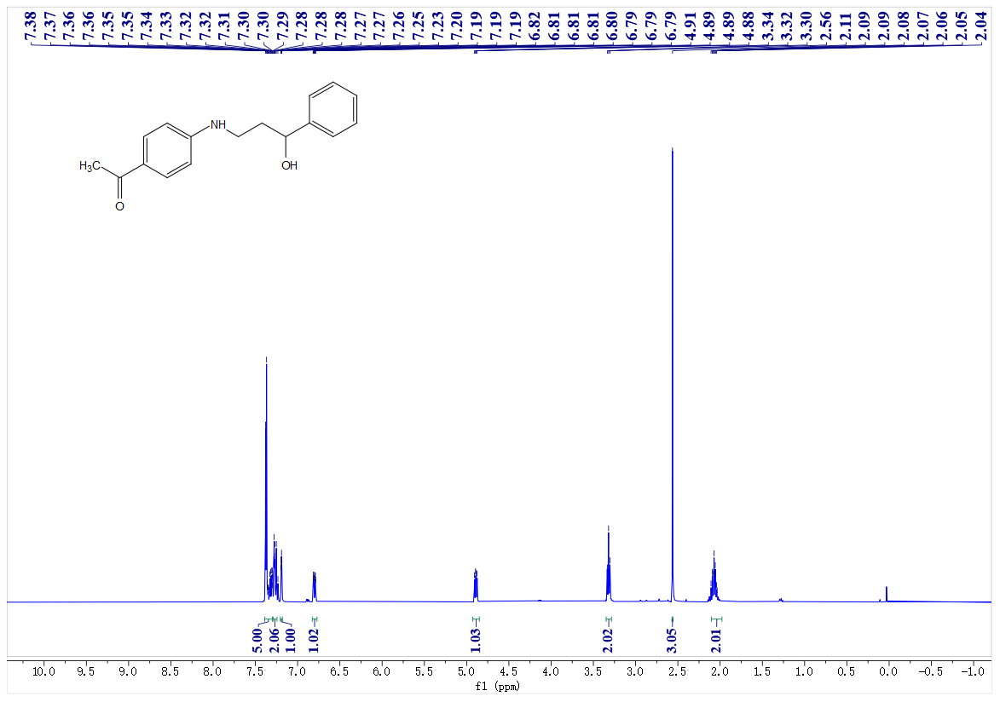 7.38 7.37 7.36 7.36 7.35 7.35 7.34 7.33 7.32 7.32 7.31 7.30 7.30 7.29 7.28 7.28 7.28 7.27 7.27 7.26 7.25 7.23 7.20 7.19 7.19 7.19 6.82 6.81 6.81 6.81 6.80 6.79 6.79 6.79 4.91 4.89 4.89 4.88 3.34 3.32 3.30 2.56 2.11 2.09 2.09 2.08 2.07 2.06 2.05 2.04
NH
H3C
OH
O
5.00 2.06 1.00 1.02 1.03 2.02 3.05 2.01
10.0 9.5 9.0 8.5 8.0 7.5 7.0 6.5 6.0 5.5 5.0 4.5 4.0 3.5 3.0 2.5 2.0 1.5 1.0 0.5 0.0 -0.5 -1.0
f1 (ppm)